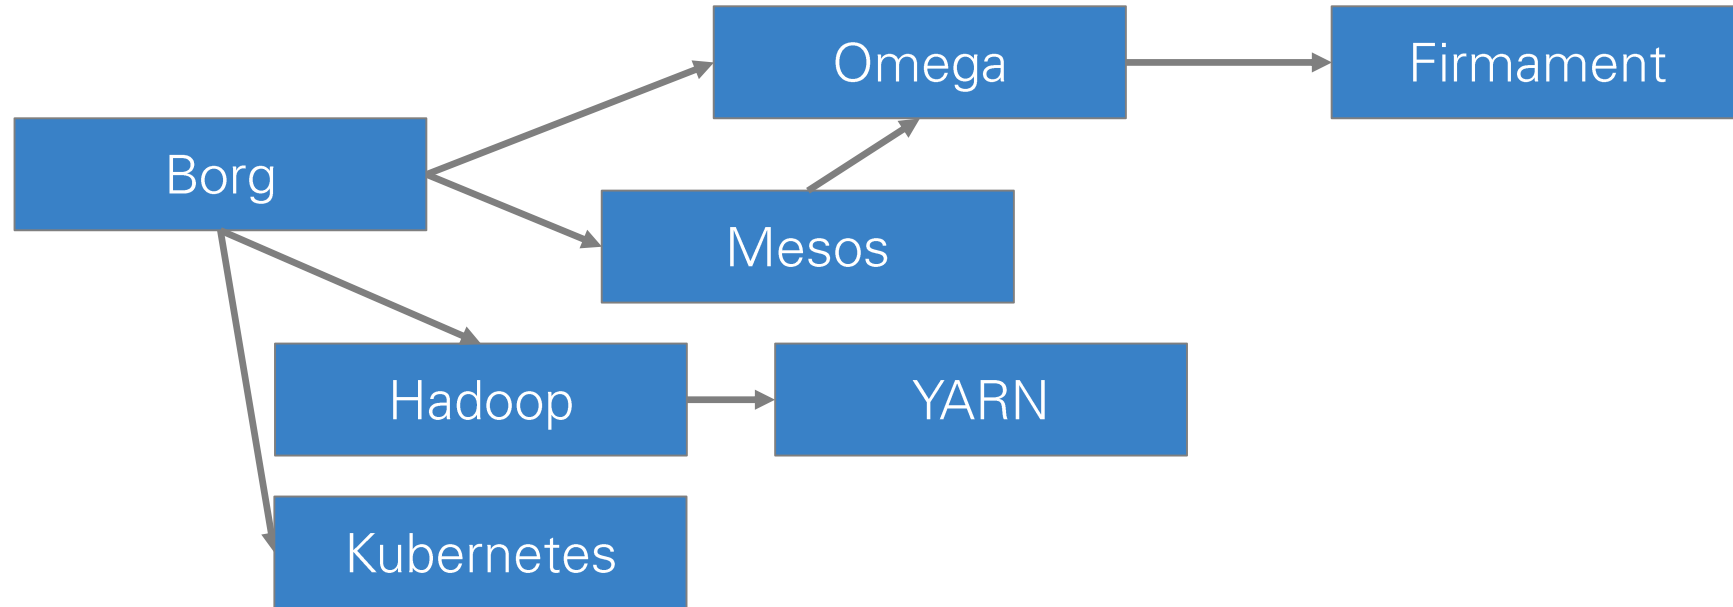 Omega
Firmament
Borg
Mesos
Hadoop
YARN
Kubernetes